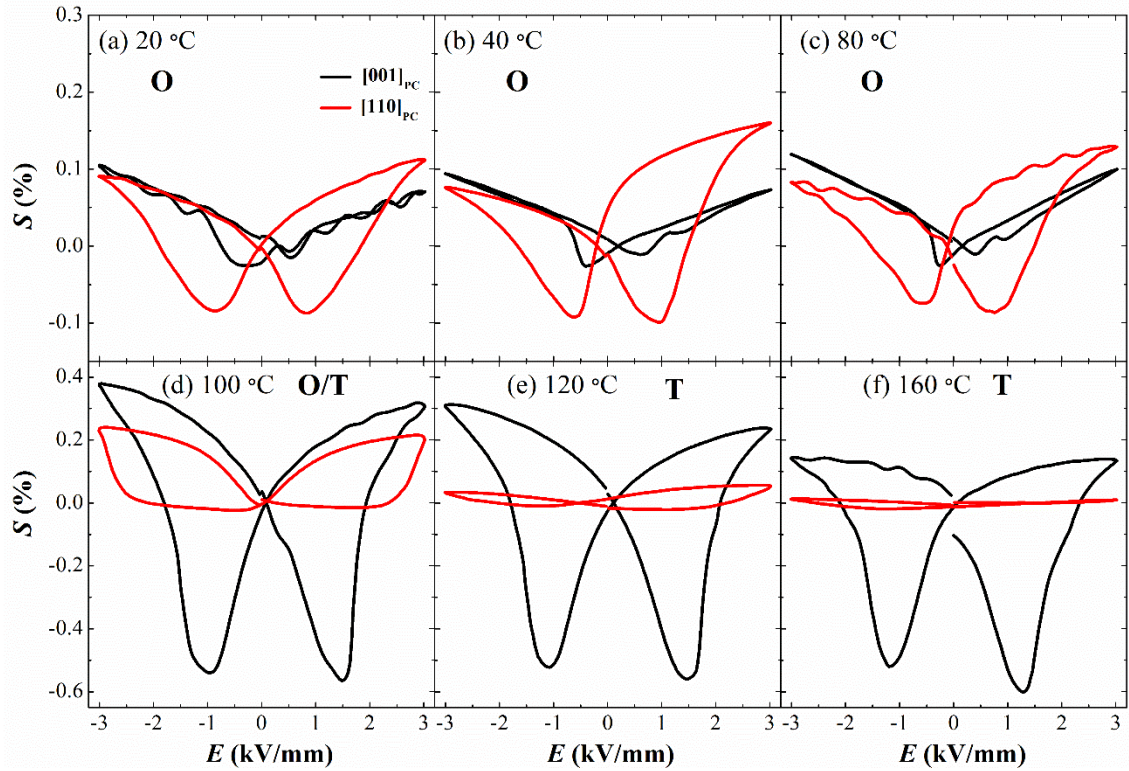 (a) 20 °C
O
[001]PC
[110]PC
(b) 40 °C
O
(c) 80 °C
O
0.3
0.2
0.1
0.0
-0.1
S (%)
(d) 100 °C O/T
(e) 120 °C T
(f) 160 °C T
0.4
0.2
0.0
-0.2
-0.4
-0.6
S (%)
-3 -2 -1 0 1 2 3
-3 -2 -1 0 1 2 3
-3 -2 -1 0 1 2 3
E (kV/mm)
E (kV/mm)
E (kV/mm)